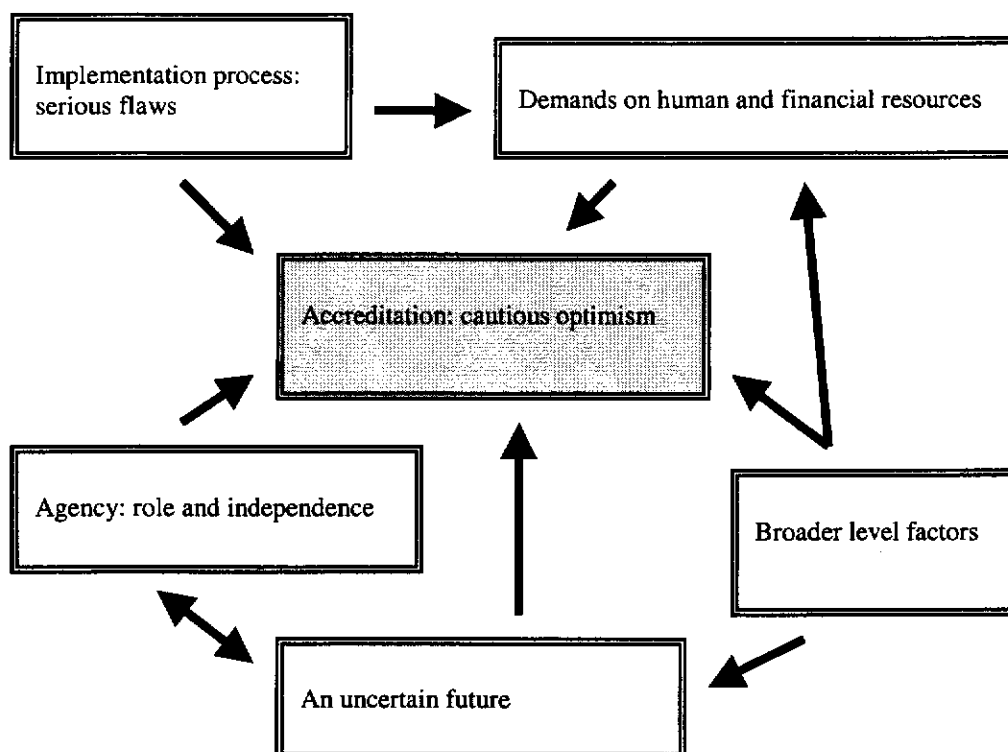 Implementation process:
serious flaws
Demands on human and financial resources
Accreditation: cautious optimism
Agency: role and independence
Broader level factors
An uncertain future